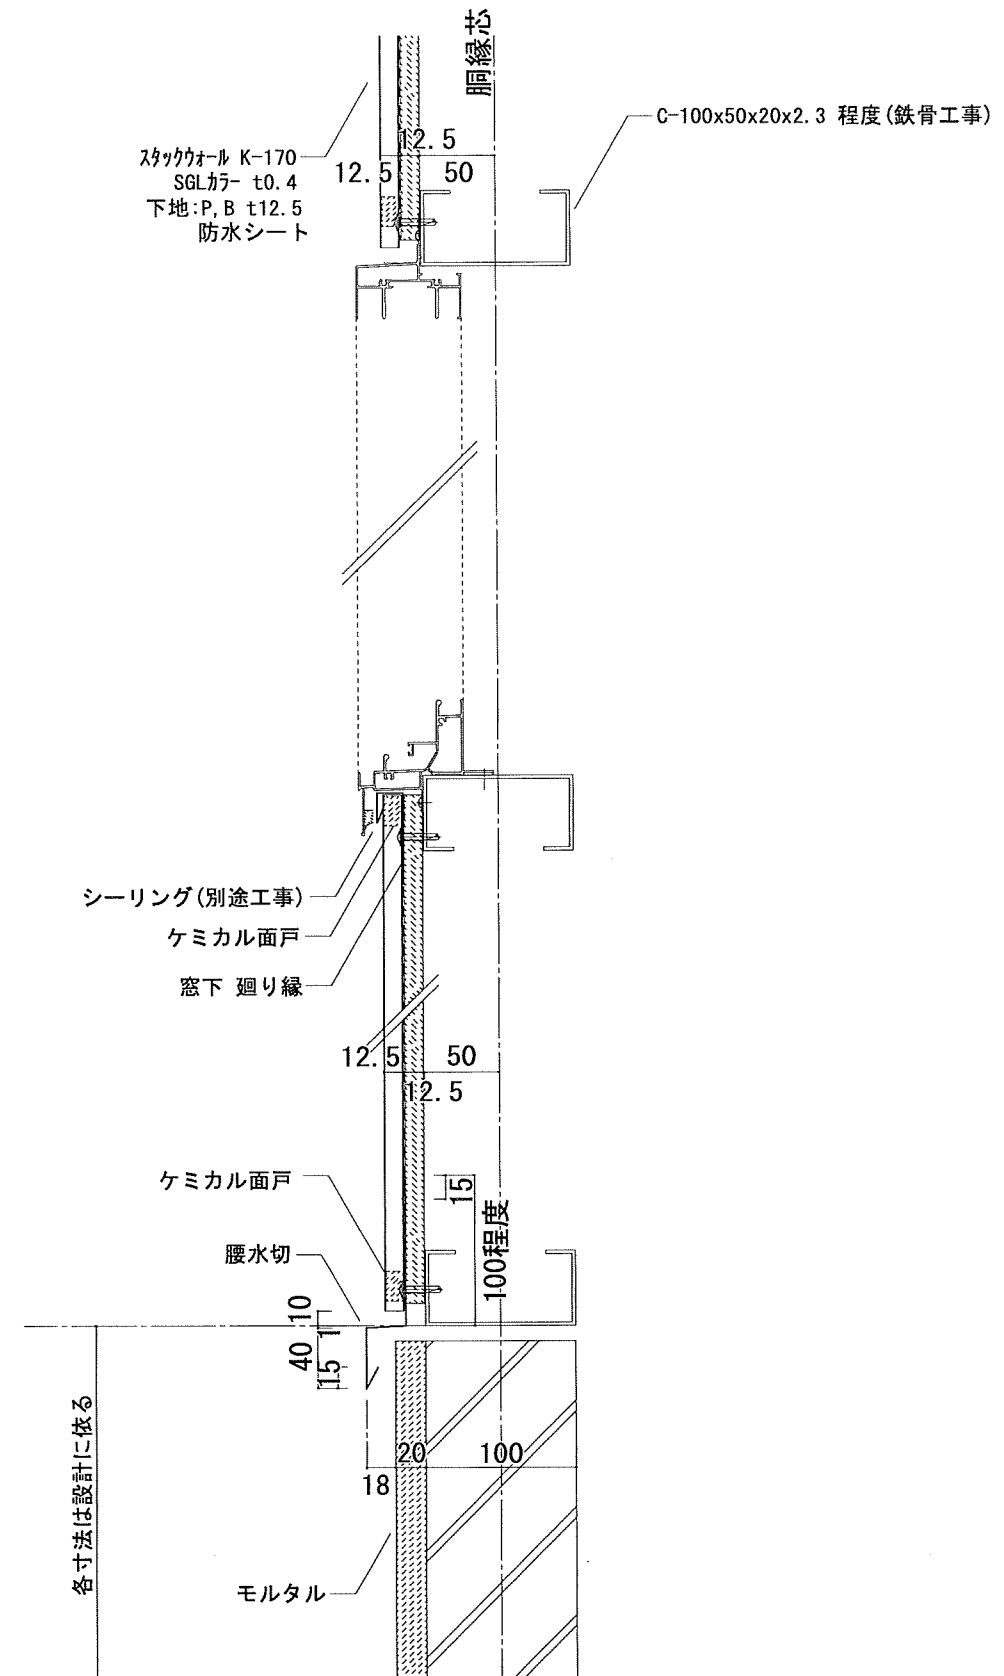 胴縁芯
C-100x50x20x2.3 程度(鉄骨工事)
12.5
12.5
50
ｽﾀｯｸｳｫｰﾙ K-170
SGLｶﾗｰ t0.4
下地:P,B t12.5
防水シート
シーリング(別途工事)
ケミカル面戸
窓下 廻り縁
12.5
50
12.5
ケミカル面戸
15
100程度
腰水切
10
1
40
15
20
100
18
各寸法は設計に依る
モルタル